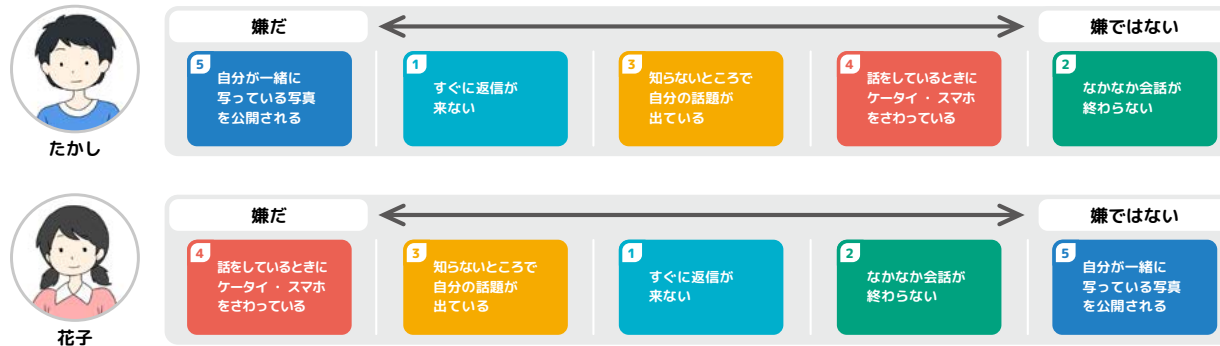 嫌だ
嫌ではない
5
自分が一緒に
写っている写真
を公開される
1
すぐに返信が
来ない
3
知らないところで
自分の話題が
出ている
4
話をしているときに
ケータイ・スマホ
をさわっている
2
なかなか会話が
終わらない
たかし
嫌だ
嫌ではない
4
話をしているときに
ケータイ・スマホ
をさわっている
3
知らないところで
自分の話題が
出ている
1
すぐに返信が
来ない
2
なかなか会話が
終わらない
5
自分が一緒に
写っている写真
を公開される
花子